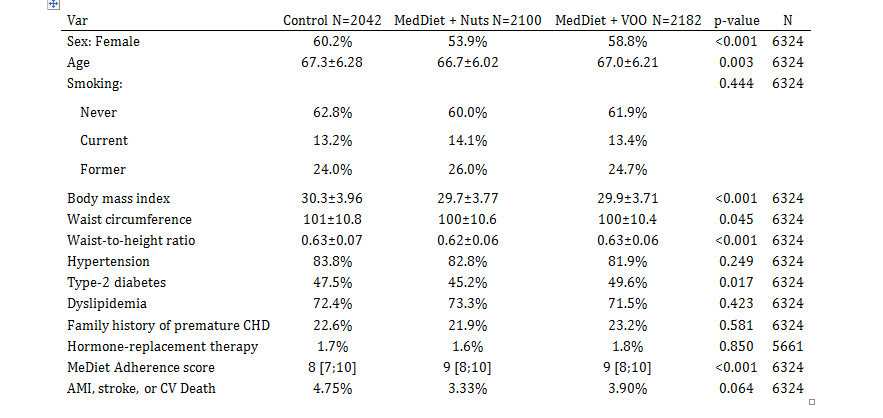 Var Control N=2042 MedDiet + Nuts N=2100 MedDiet + VOO N=2182 p-value N
Sex: Female 60.2% 53.9% 58.8% <0.001 6324
Age 67.3±6.28 66.7±6.02 67.0±6.21 0.003 6324
Smoking: 0.444 6324
Never 62.8% 60.0% 61.9%
Current 13.2% 14.1% 13.4%
Former 24.0% 26.0% 24.7%
Body mass index 30.3±3.96 29.7±3.77 29.9±3.71 <0.001 6324
Waist circumference 101±10.8 100±10.6 100±10.4 0.045 6324
Waist-to-height ratio 0.63±0.07 0.62±0.06 0.63±0.06 <0.001 6324
Hypertension 83.8% 82.8% 81.9% 0.249 6324
Type-2 diabetes 47.5% 45.2% 49.6% 0.017 6324
Dyslipidemia 72.4% 73.3% 71.5% 0.423 6324
Family history of premature CHD 22.6% 21.9% 23.2% 0.581 6324
Hormone-replacement therapy 1.7% 1.6% 1.8% 0.850 5661
MeDiet Adherence score 8 [7;10] 9 [8;10] 9 [8;10] <0.001 6324
AMI, stroke, or CV Death 4.75% 3.33% 3.90% 0.064 6324